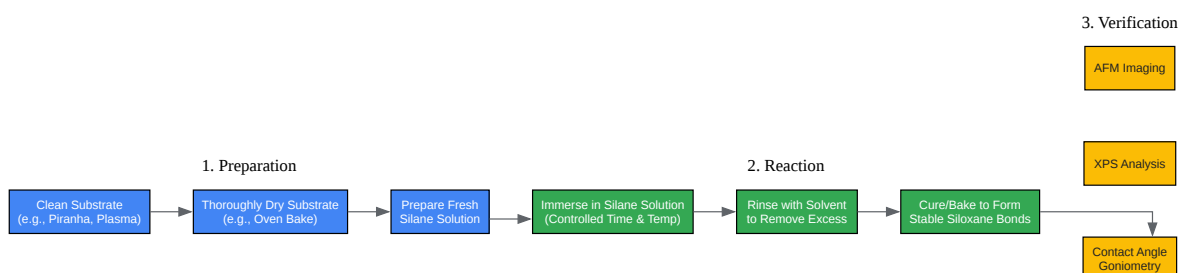 3. Verification
AFM Imaging
XPS Analysis
1. Preparation
2. Reaction
Clean Substrate
(e.g., Piranha, Plasma)
Thoroughly Dry Substrate
(e.g., Oven Bake)
Prepare Fresh
Silane Solution
Immerse in Silane Solution
(Controlled Time & Temp)
Rinse with Solvent
to Remove Excess
Cure/Bake to Form
Stable Siloxane Bonds
Contact Angle
Goniometry